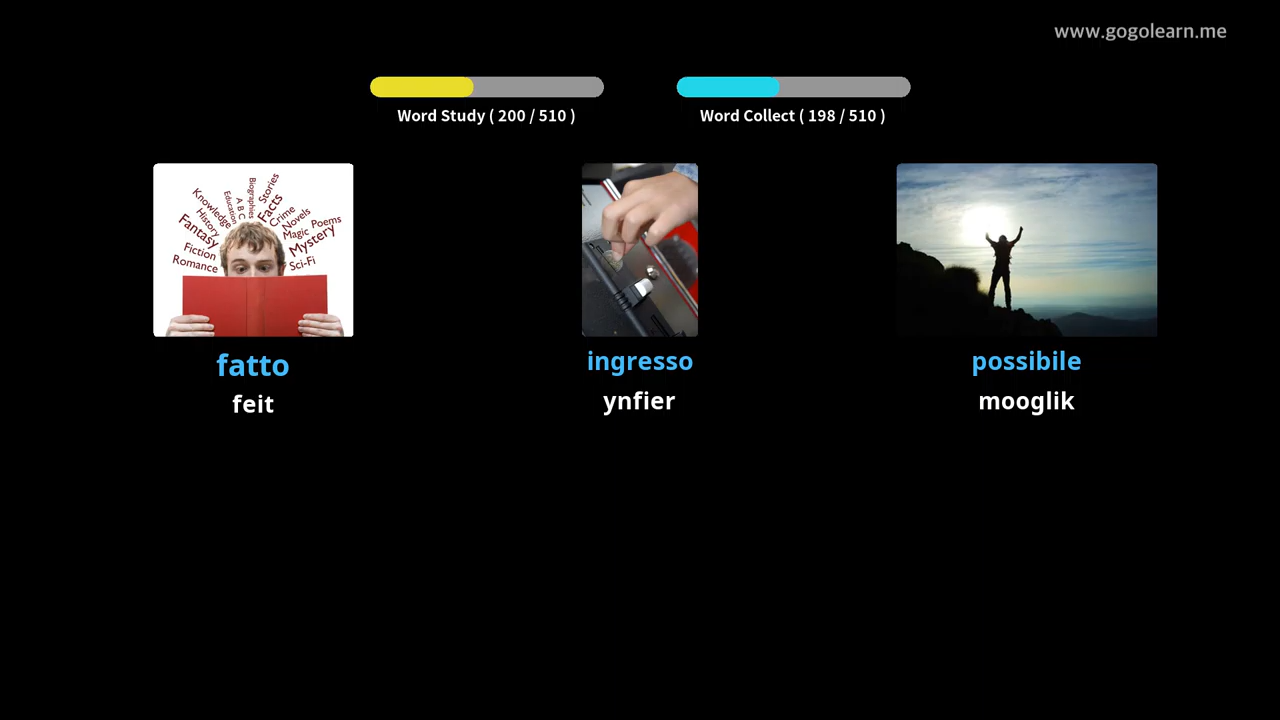 www.gogolearn.me
Word Study ( 200 / 510 )
Word Collect ( 198 / 510 )
Knowledge
History
Fantasy
Fiction
Romance
Education
A B C
Biographies
Stories
Facts
Crime
Novels
Magic
Poems
Mystery
Sci-Fi
fatto
ingresso
possibile
feit
ynfier
mooglik